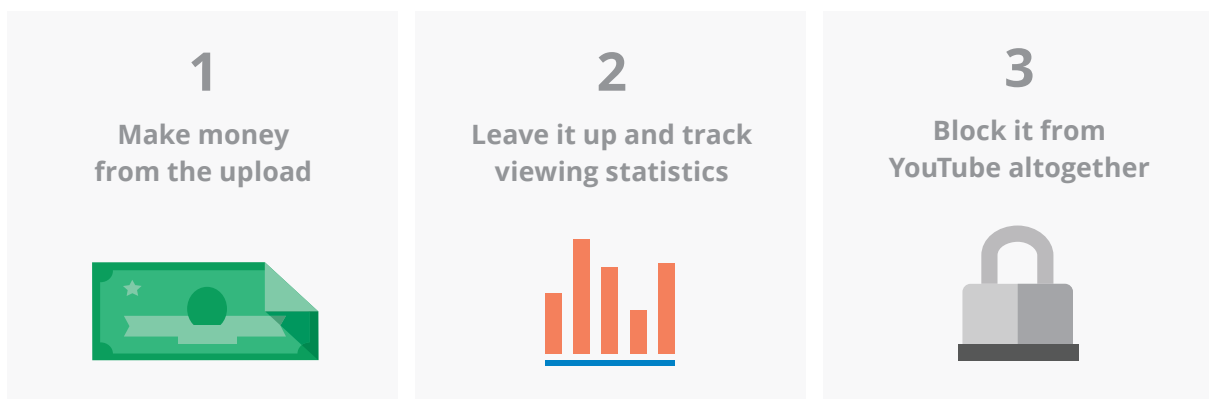 1
Make money
from the upload
2
Leave it up and track
viewing statistics
3
Block it from
YouTube altogether